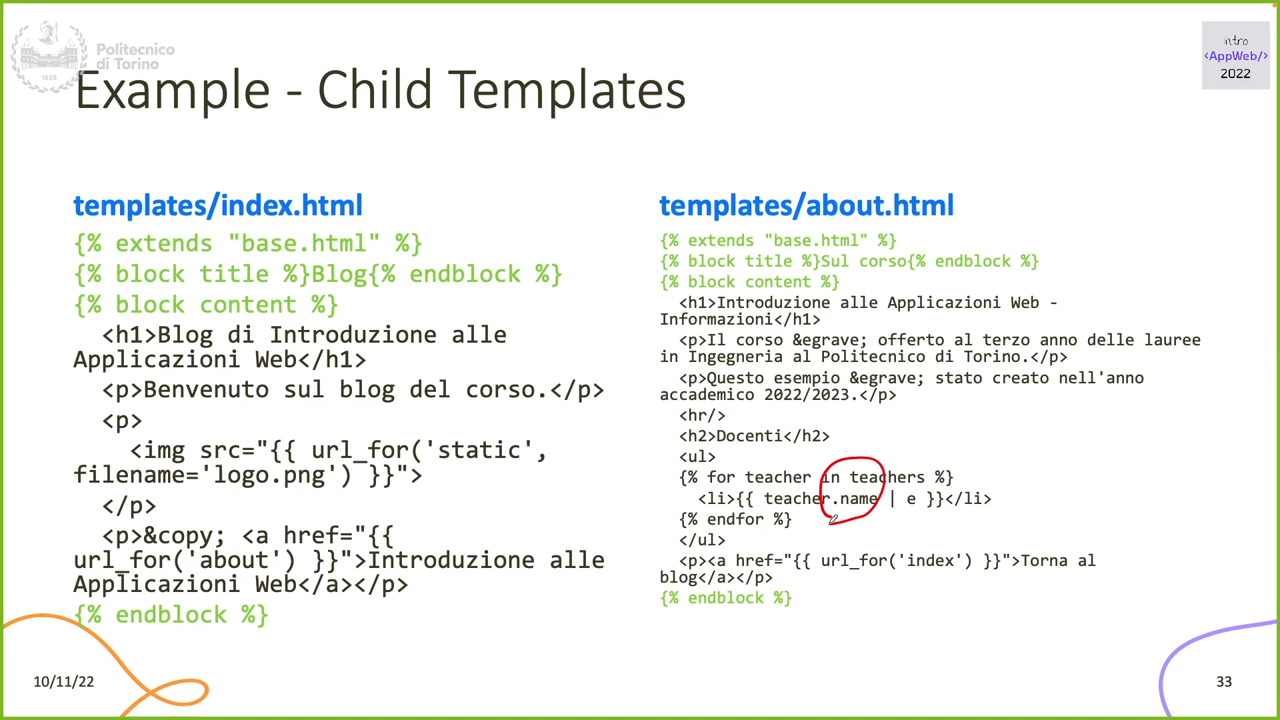 Politecnico
di Torino
1859
intro
<AppWeb/>
2022
Example - Child Templates
templates/index.html
{% extends "base.html" %}
{% block title %}Blog{% endblock %}
{% block content %}
<h1>Blog di Introduzione alle
Applicazioni Web</h1>
<p>Benvenuto sul blog del corso.</p>
<p>
<img src="{{ url_for('static',
filename='logo.png') }}">
</p>
<p>&copy; <a href="{{
url_for('about') }}">Introduzione alle
Applicazioni Web</a></p>
{% endblock %}
templates/about.html
{% extends "base.html" %}
{% block title %}Sul corso{% endblock %}
{% block content %}
<h1>Introduzione alle Applicazioni Web -
Informazioni</h1>
<p>Il corso &egrave; offerto al terzo anno delle lauree
in Ingegneria al Politecnico di Torino.</p>
<p>Questo esempio &egrave; stato creato nell'anno
accademico 2022/2023.</p>
<hr/>
<h2>Docenti</h2>
<ul>
{% for teacher in teachers %}
<li>{{ teacher.name | e }}</li>
{% endfor %}
</ul>
<p><a href="{{ url_for('index') }}">Torna al
blog</a></p>
{% endblock %}
10/11/22
33